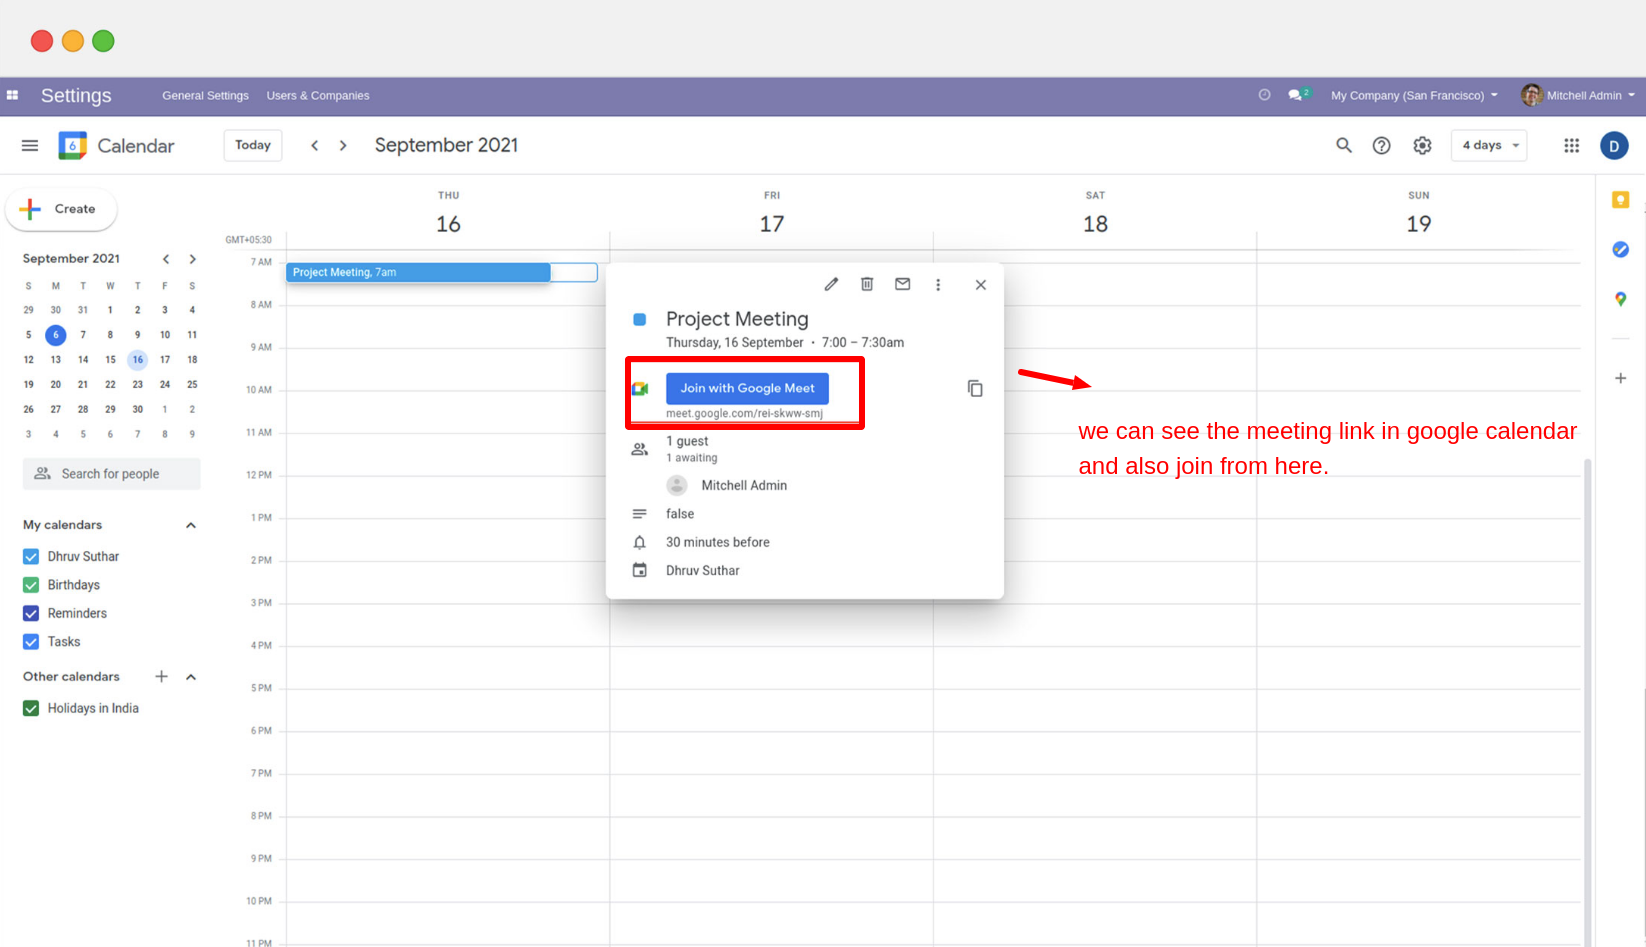 Settings
General Settings
Users & Companies
2
My Company (San Francisco)
Mitchell Admin
6
Calendar
Today
September 2021
4 days
D
Create
September 2021
S M T W T F S
29 30 31 1 2 3 4
5 6 7 8 9 10 11
12 13 14 15 16 17 18
19 20 21 22 23 24 25
26 27 28 29 30 1 2
3 4 5 6 7 8 9
Search for people
My calendars
Dhruv Suthar
Birthdays
Reminders
Tasks
Other calendars
Holidays in India
THU
16
FRI
17
SAT
18
SUN
19
GMT+05:30
7 AM
8 AM
9 AM
10 AM
11 AM
12 PM
1 PM
2 PM
3 PM
4 PM
5 PM
6 PM
7 PM
8 PM
9 PM
10 PM
11 PM
Project Meeting, 7am
Project Meeting
Thursday, 16 September · 7:00 – 7:30am
Join with Google Meet
meet.google.com/rei-skww-smj
1 guest
1 awaiting
Mitchell Admin
false
30 minutes before
Dhruv Suthar
we can see the meeting link in google calendar
and also join from here.